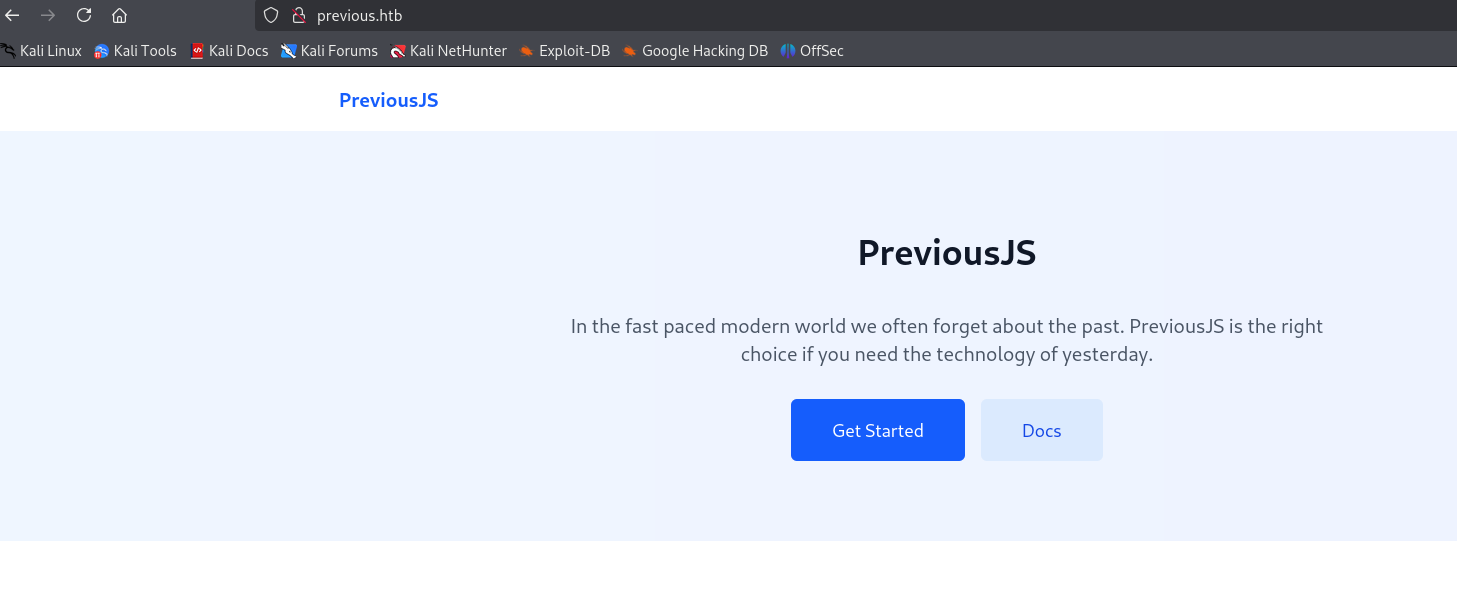 previous.htb
Kali Linux Kali Tools Kali Docs Kali Forums Kali NetHunter Exploit-DB Google Hacking DB OffSec
PreviousJS
PreviousJS
In the fast paced modern world we often forget about the past. PreviousJS is the right
choice if you need the technology of yesterday.
Get Started Docs